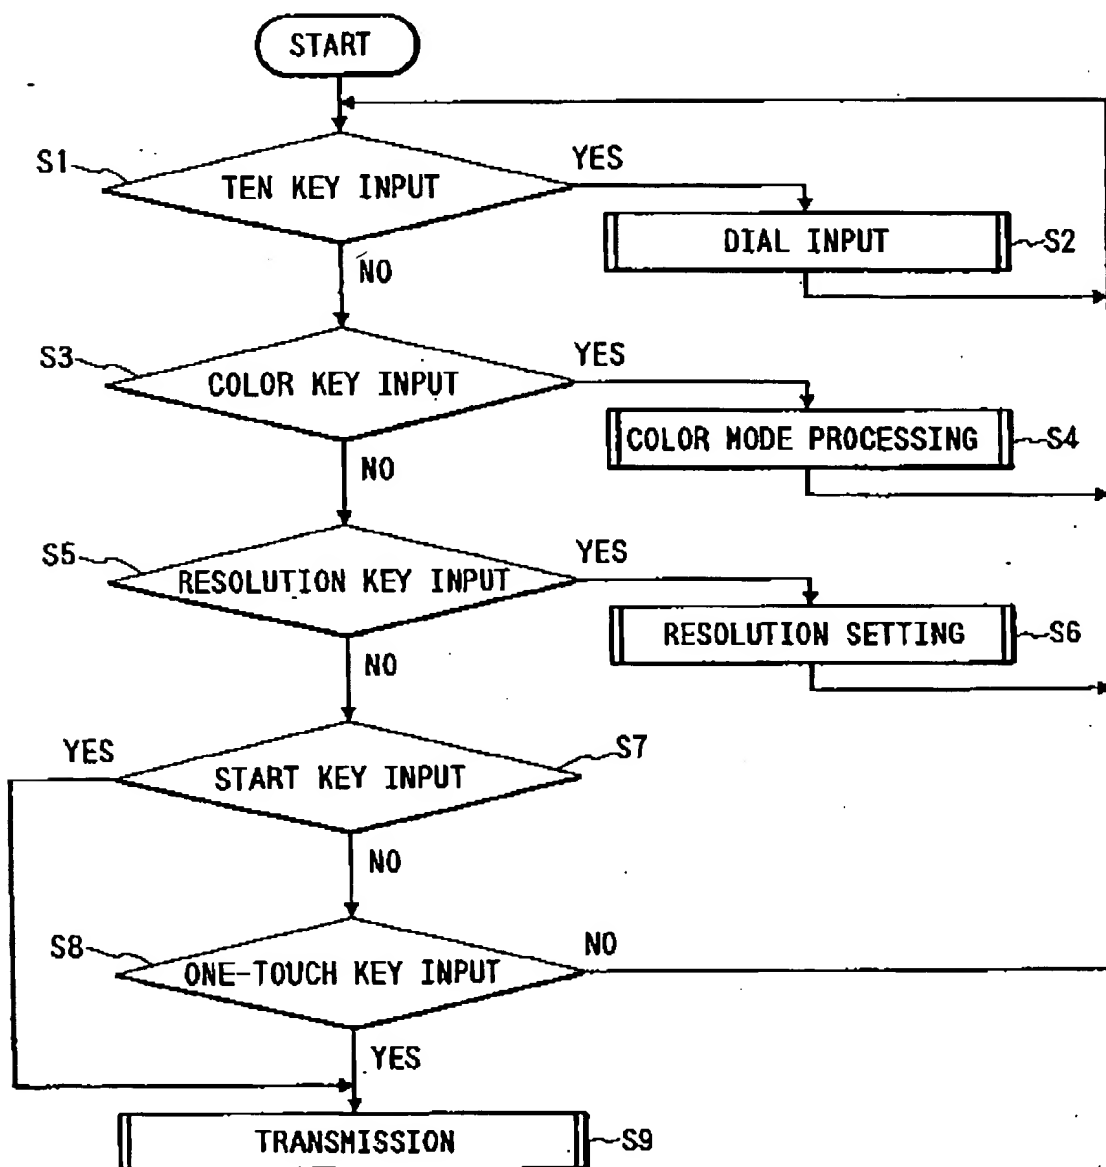 START
S1
TEN KEY INPUT
YES
DIAL INPUT
S2
NO
S3
COLOR KEY INPUT
YES
COLOR MODE PROCESSING
S4
NO
S5
RESOLUTION KEY INPUT
YES
RESOLUTION SETTING
S6
NO
YES
START KEY INPUT
S7
NO
S8
ONE-TOUCH KEY INPUT
NO
YES
TRANSMISSION
S9